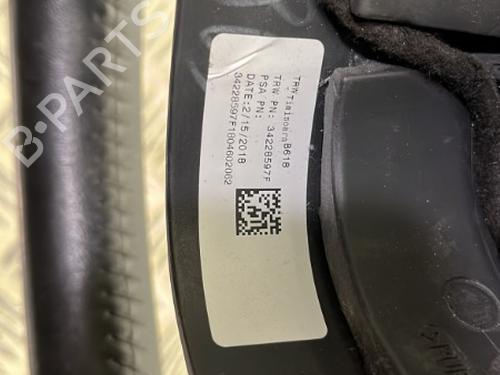 TRW Timisoara B618
TRW PN: 34228597F
PSA PN:
DATE:2/15/2018
34228597F1804602062
B-PARTS